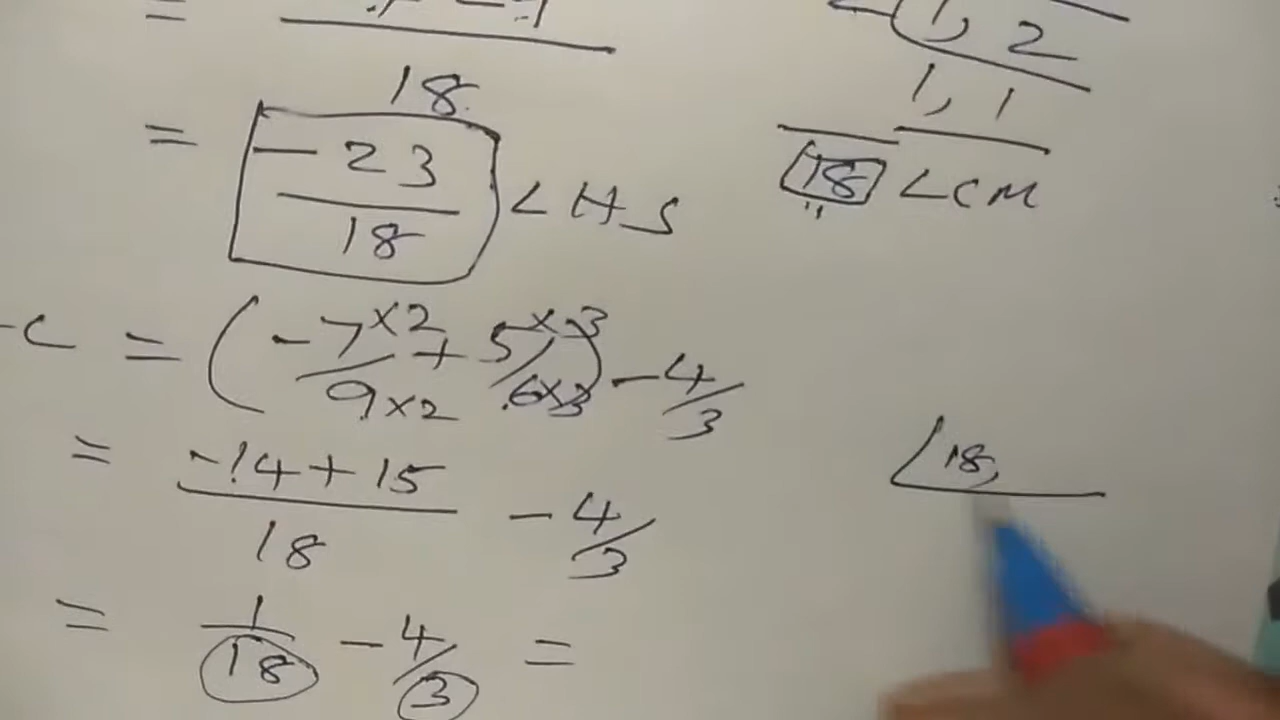 =
18
1, 2
1, 1
= -23/18 LHS
18 LCM
-C = (-7×2/9×2 + 5×3/6×3) - 4/3
= -14+15/18 - 4/3
18,
= 1/18 - 4/3 =